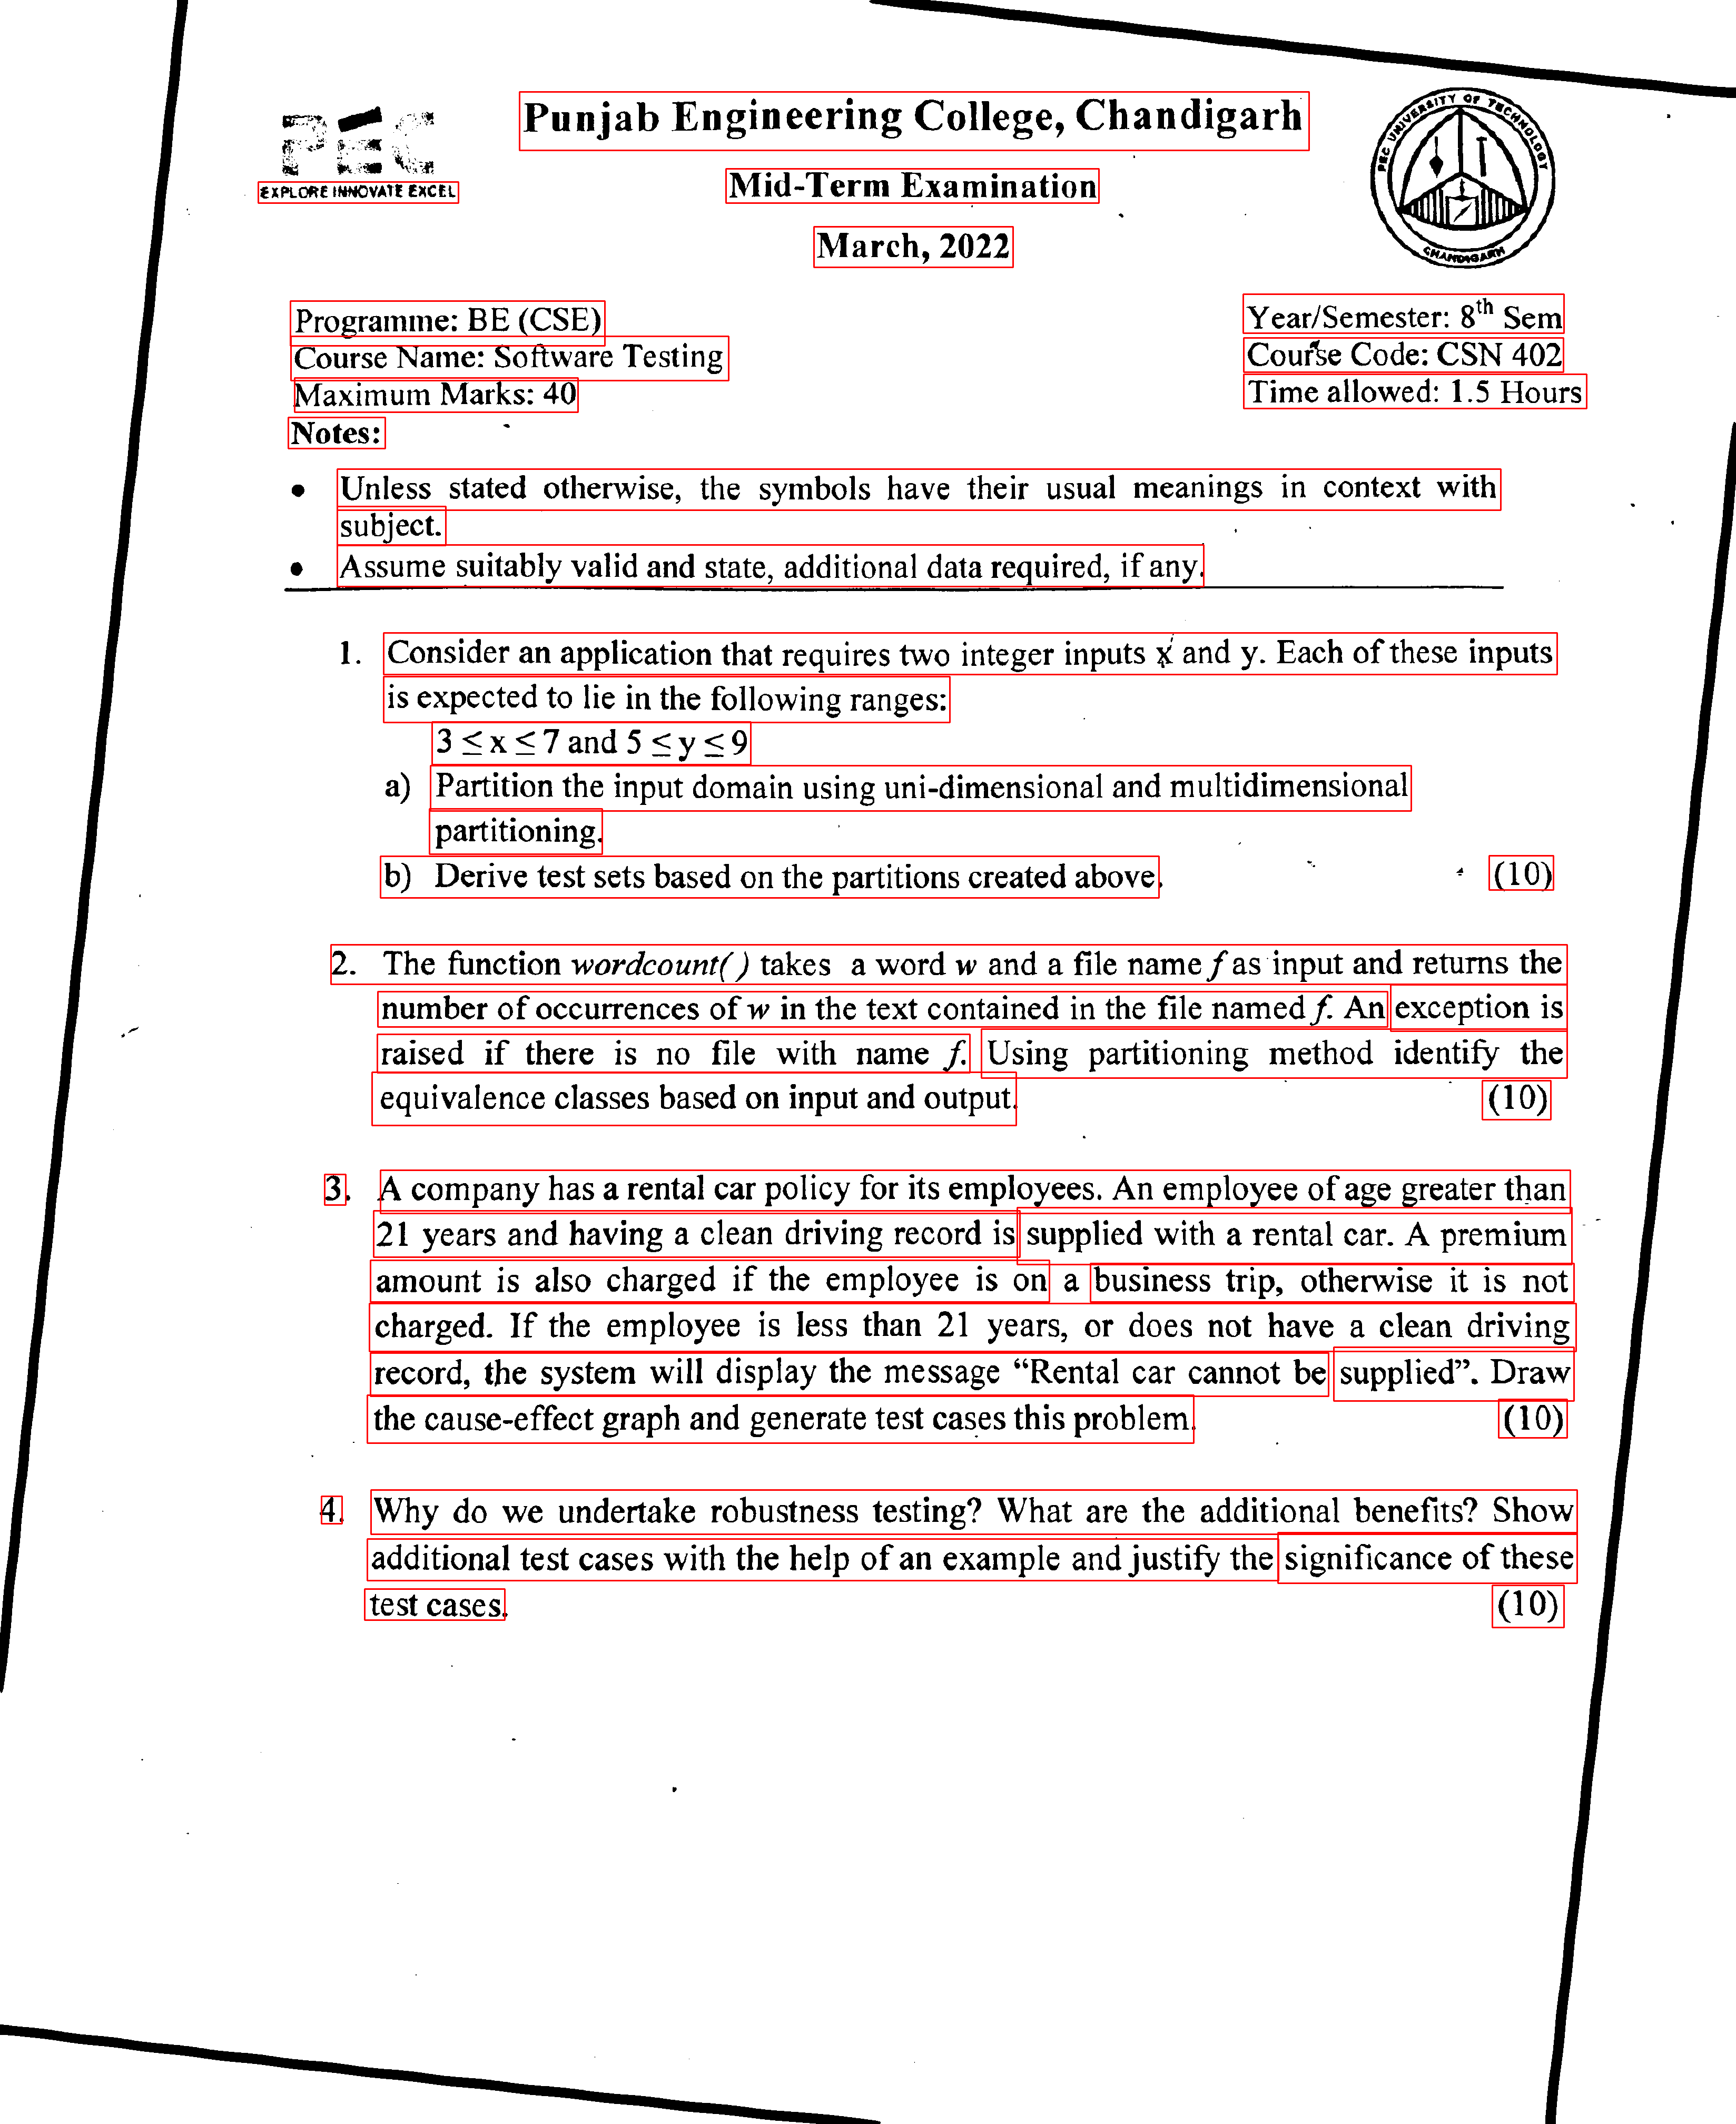 PEC
EXPLORE INNOVATE EXCEL
Punjab Engineering College, Chandigarh
Mid-Term Examination
March, 2022
PEC UNIVERSITY OF TECHNOLOGY
CHANDIGARH
Programme: BE (CSE)
Year/Semester: 8th Sem
Course Name: Software Testing
Course Code: CSN 402
Maximum Marks: 40
Time allowed: 1.5 Hours
Notes:
• Unless stated otherwise, the symbols have their usual meanings in context with
subject.
• Assume suitably valid and state, additional data required, if any.
1. Consider an application that requires two integer inputs x and y. Each of these inputs
is expected to lie in the following ranges:
3 ≤ x ≤ 7 and 5 ≤ y ≤ 9
a) Partition the input domain using uni-dimensional and multidimensional
partitioning.
b) Derive test sets based on the partitions created above. (10)
2. The function wordcount() takes a word w and a file name f as input and returns the
number of occurrences of w in the text contained in the file named f. An exception is
raised if there is no file with name f. Using partitioning method identify the
equivalence classes based on input and output. (10)
3. A company has a rental car policy for its employees. An employee of age greater than
21 years and having a clean driving record is supplied with a rental car. A premium
amount is also charged if the employee is on a business trip, otherwise it is not
charged. If the employee is less than 21 years, or does not have a clean driving
record, the system will display the message “Rental car cannot be supplied”. Draw
the cause-effect graph and generate test cases this problem. (10)
4. Why do we undertake robustness testing? What are the additional benefits? Show
additional test cases with the help of an example and justify the significance of these
test cases. (10)